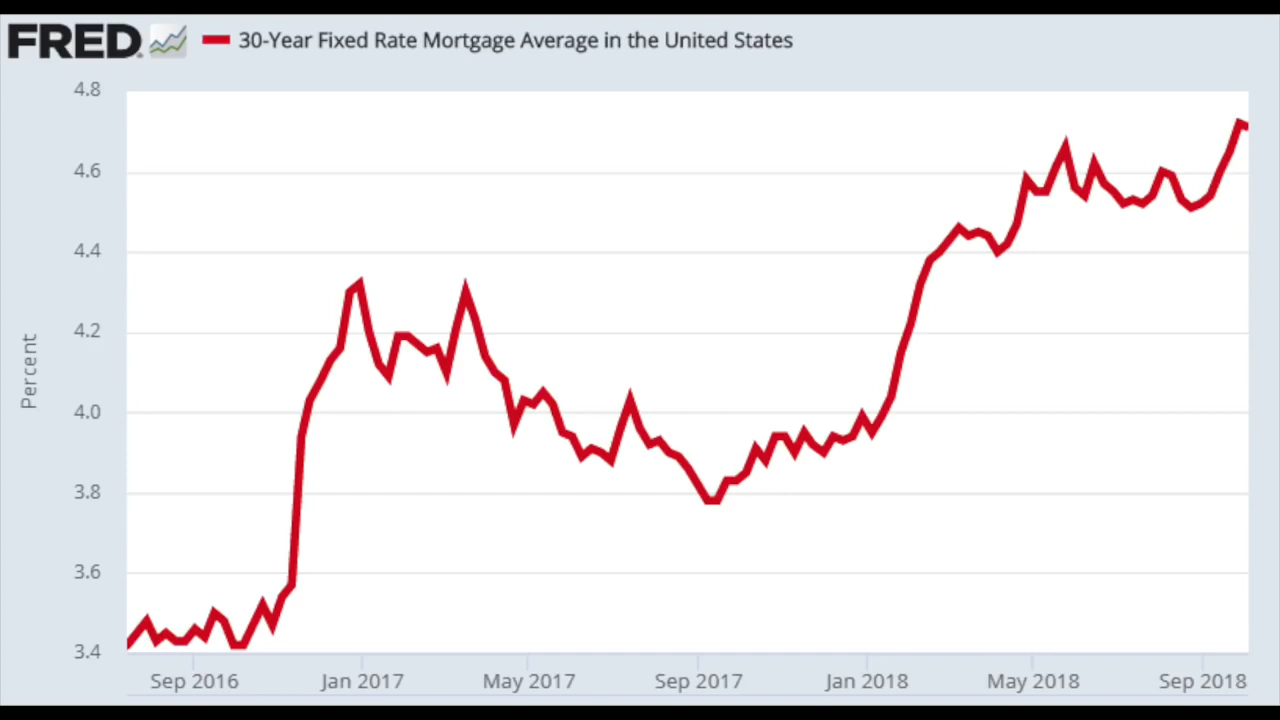 FRED
30-Year Fixed Rate Mortgage Average in the United States
4.8
4.6
4.4
4.2
4.0
3.8
3.6
3.4
Percent
Sep 2016 Jan 2017 May 2017 Sep 2017 Jan 2018 May 2018 Sep 2018